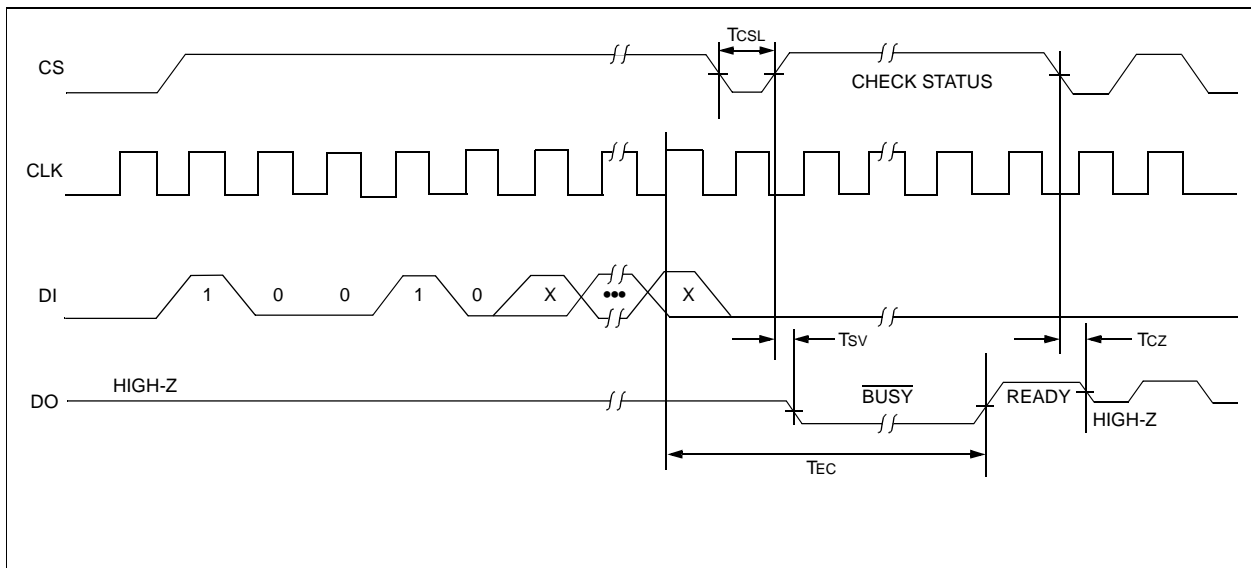 TCSL
CS
CHECK STATUS
CLK
DI
1 0 0 1 0 X ••• X
TSV
TCZ
HIGH-Z
DO
BUSY
READY
HIGH-Z
TEC